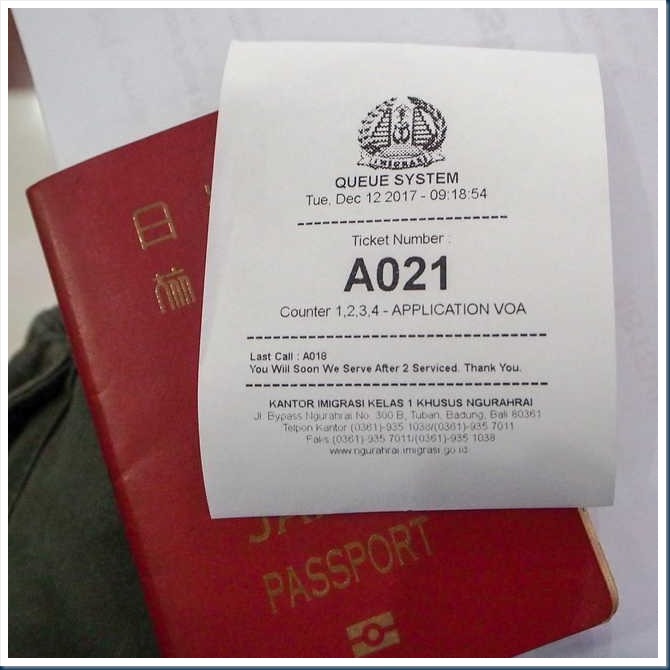 IMIGRASI
QUEUE SYSTEM
Tue, Dec 12 2017 - 09:18:54
Ticket Number :
A021
Counter 1,2,3,4 - APPLICATION VOA
Last Call : A018
You Will Soon We Serve After 2 Serviced. Thank You.
KANTOR IMIGRASI KELAS 1 KHUSUS NGURAHRAI
Jl. Bypass Ngurahrai No. 300 B, Tuban, Badung, Bali 80361
Telpon Kantor (0361)-935 1038/(0361)-935 7011
Faks (0361)-935 7011/(0361)-935 1038
www.ngurahrai.imigrasi.go.id
日
旅
JA
PASSPORT